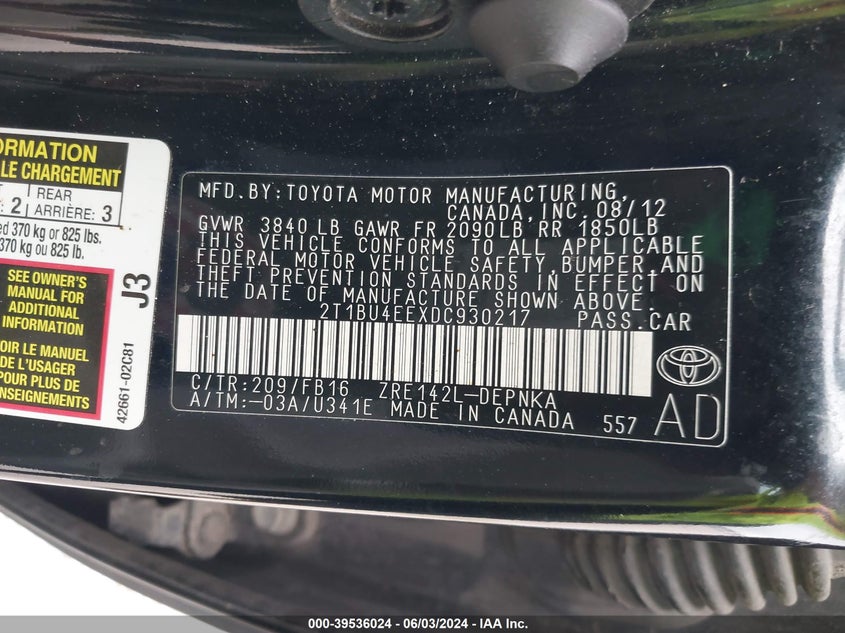 ORMATION
LE CHARGEMENT
REAR
2
ARRIÈRE: 3
370 kg or 825 lbs.
370 kg ou 825 lb.
SEE OWNER'S
MANUAL FOR
ADDITIONAL
INFORMATION
OIR LE MANUEL
DE L'USAGER
POUR PLUS DE
J3
42661-02C81
MFD. BY: TOYOTA MOTOR MANUFACTURING,
CANADA, INC. 08/12
GVWR 3840 LB GAWR FR 2090LB RR 1850LB
THIS VEHICLE CONFORMS TO ALL APPLICABLE
FEDERAL MOTOR VEHICLE SAFETY, BUMPER, AND
THEFT PREVENTION STANDARDS IN EFFECT ON
THE DATE OF MANUFACTURE SHOWN ABOVE.
2T1BU4EEXDC930217 PASS. CAR
C/TR: 209/FB16 ZRE142L-DEPNKA
A/TM: -03A/U341E MADE IN CANADA 557
AD
000-39536024 - 06/03/2024 - IAA, Inc.